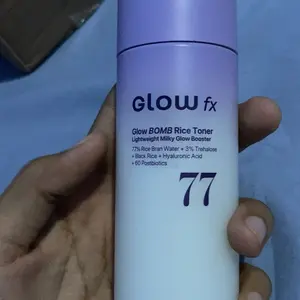 GLOW fx
Glow BOMB Rice Toner
Lightweight Milky Glow Booster
77% Rice Bran Water + 3% Trehalose
+ Black Rice + Hyaluronic Acid
+ 60 Postbiotics
77